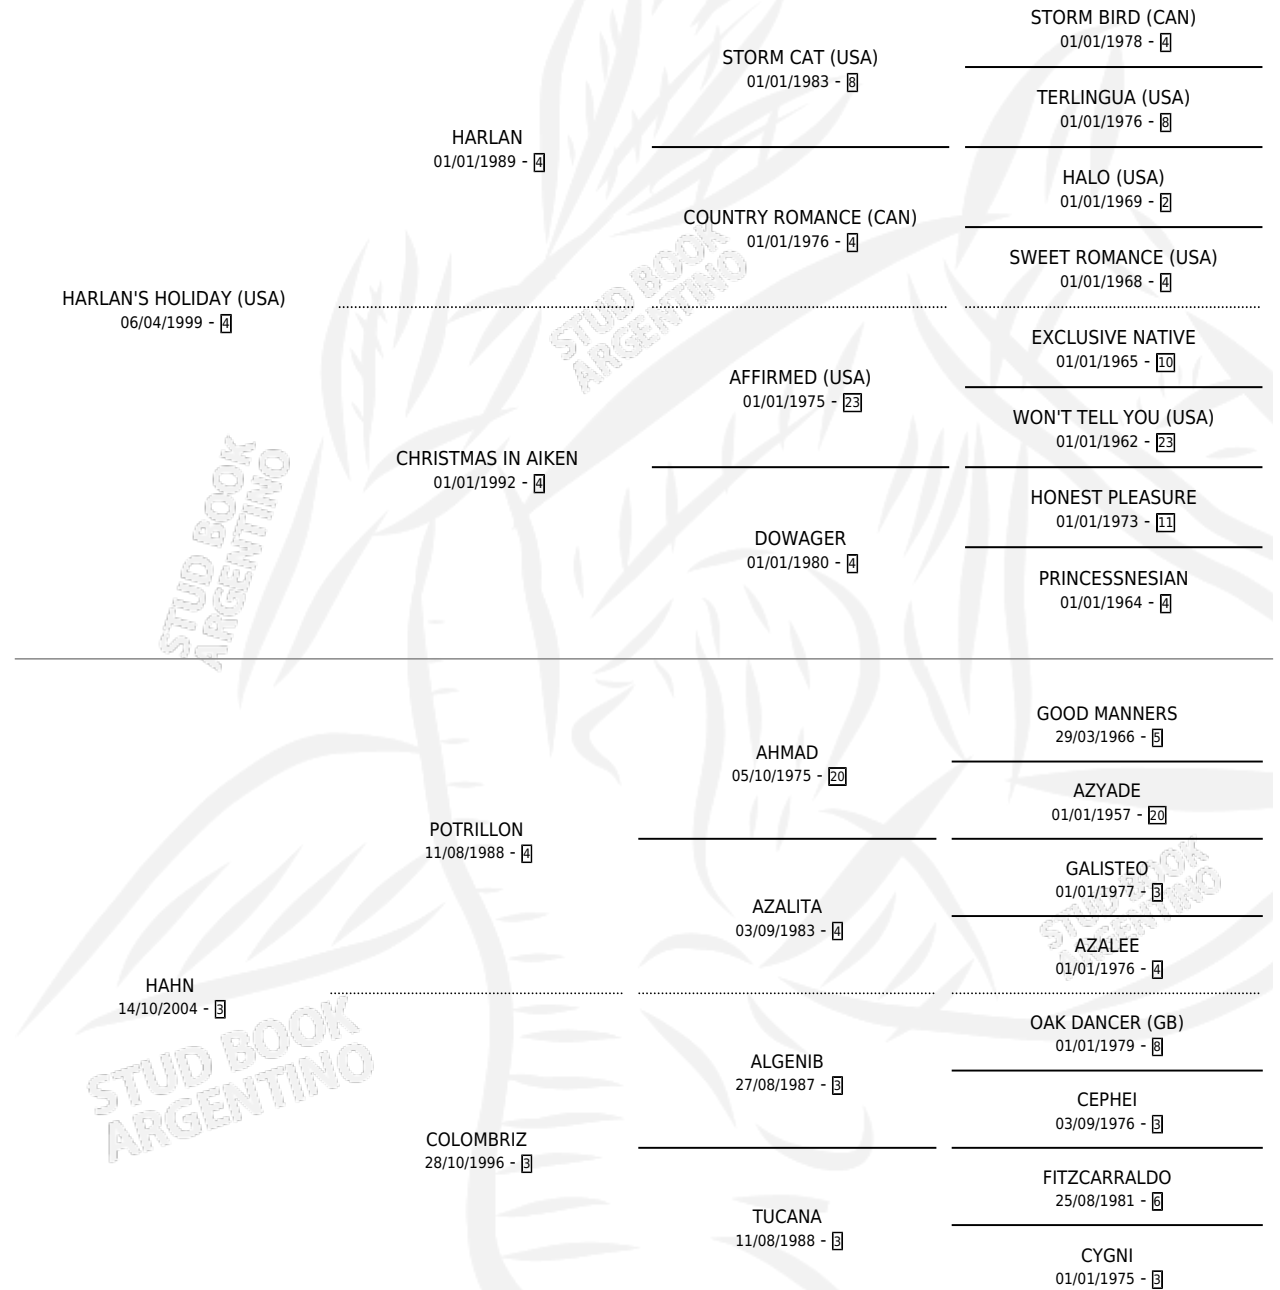 STORM BIRD (CAN)
01/01/1978 - 4
STORM CAT (USA)
01/01/1983 - 8
TERLINGUA (USA)
01/01/1976 - 8
HARLAN
01/01/1989 - 4
HALO (USA)
01/01/1969 - 2
COUNTRY ROMANCE (CAN)
01/01/1976 - 4
SWEET ROMANCE (USA)
01/01/1968 - 4
HARLAN'S HOLIDAY (USA)
06/04/1999 - 4
EXCLUSIVE NATIVE
01/01/1965 - 10
AFFIRMED (USA)
01/01/1975 - 23
WON'T TELL YOU (USA)
01/01/1962 - 23
CHRISTMAS IN AIKEN
01/01/1992 - 4
HONEST PLEASURE
01/01/1973 - 11
DOWAGER
01/01/1980 - 4
PRINCESSNESIAN
01/01/1964 - 4
GOOD MANNERS
29/03/1966 - 5
AHMAD
05/10/1975 - 20
AZYADE
01/01/1957 - 20
POTRILLON
11/08/1988 - 4
GALISTEO
01/01/1977 - 3
AZALITA
03/09/1983 - 4
AZALEE
01/01/1976 - 4
HAHN
14/10/2004 - 3
OAK DANCER (GB)
01/01/1979 - 8
ALGENIB
27/08/1987 - 3
CEPHEI
03/09/1976 - 3
COLOMBRIZ
28/10/1996 - 3
FITZCARRALDO
25/08/1981 - 6
TUCANA
11/08/1988 - 3
CYGNI
01/01/1975 - 3
STUD BOOK
ARGENTINO
STUD BOOK
ARGENTINO
STUD BOOK
ARGENTINO
STUD BOOK
ARGENTINO